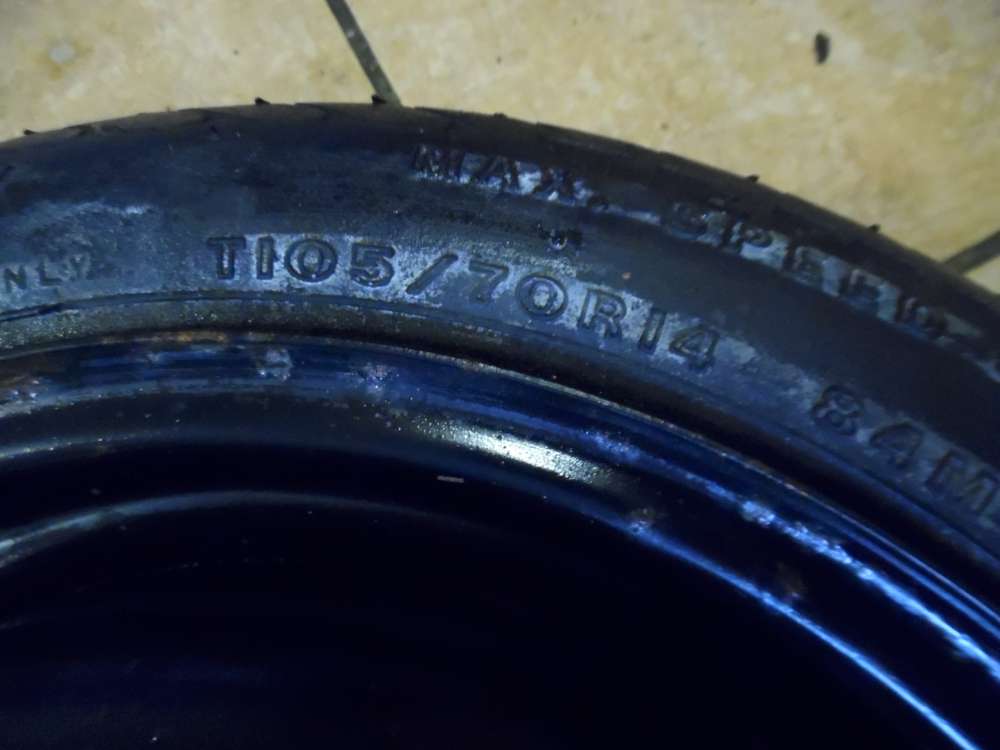 MAX. SPEED
NLY T105/70R14 84M